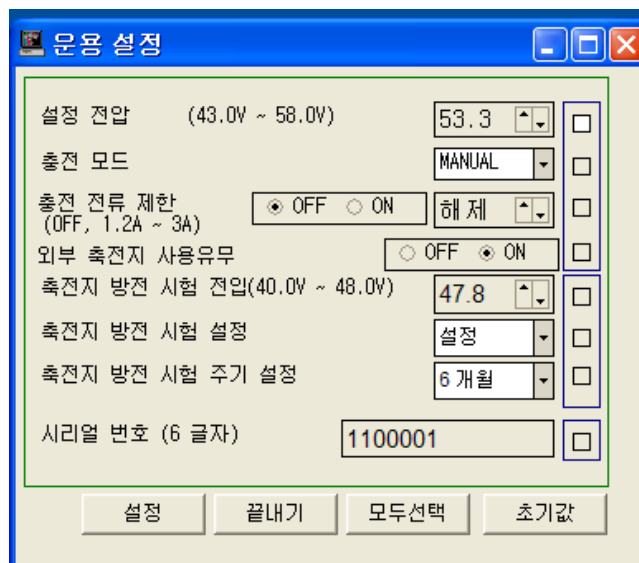 운용 설정
설정 전압 (43.0V ~ 58.0V) 53.3
충전 모드 MANUAL
충전 전류 제한 OFF ON 해제
(OFF, 1.2A ~ 3A)
외부 축전지 사용유무 OFF ON
축전지 방전 시험 전입(40.0V ~ 48.0V) 47.8
축전지 방전 시험 설정 설정
축전지 방전 시험 주기 설정 6개월
시리얼 번호 (6 글자) 1100001
설정 끝내기 모두선택 초기값